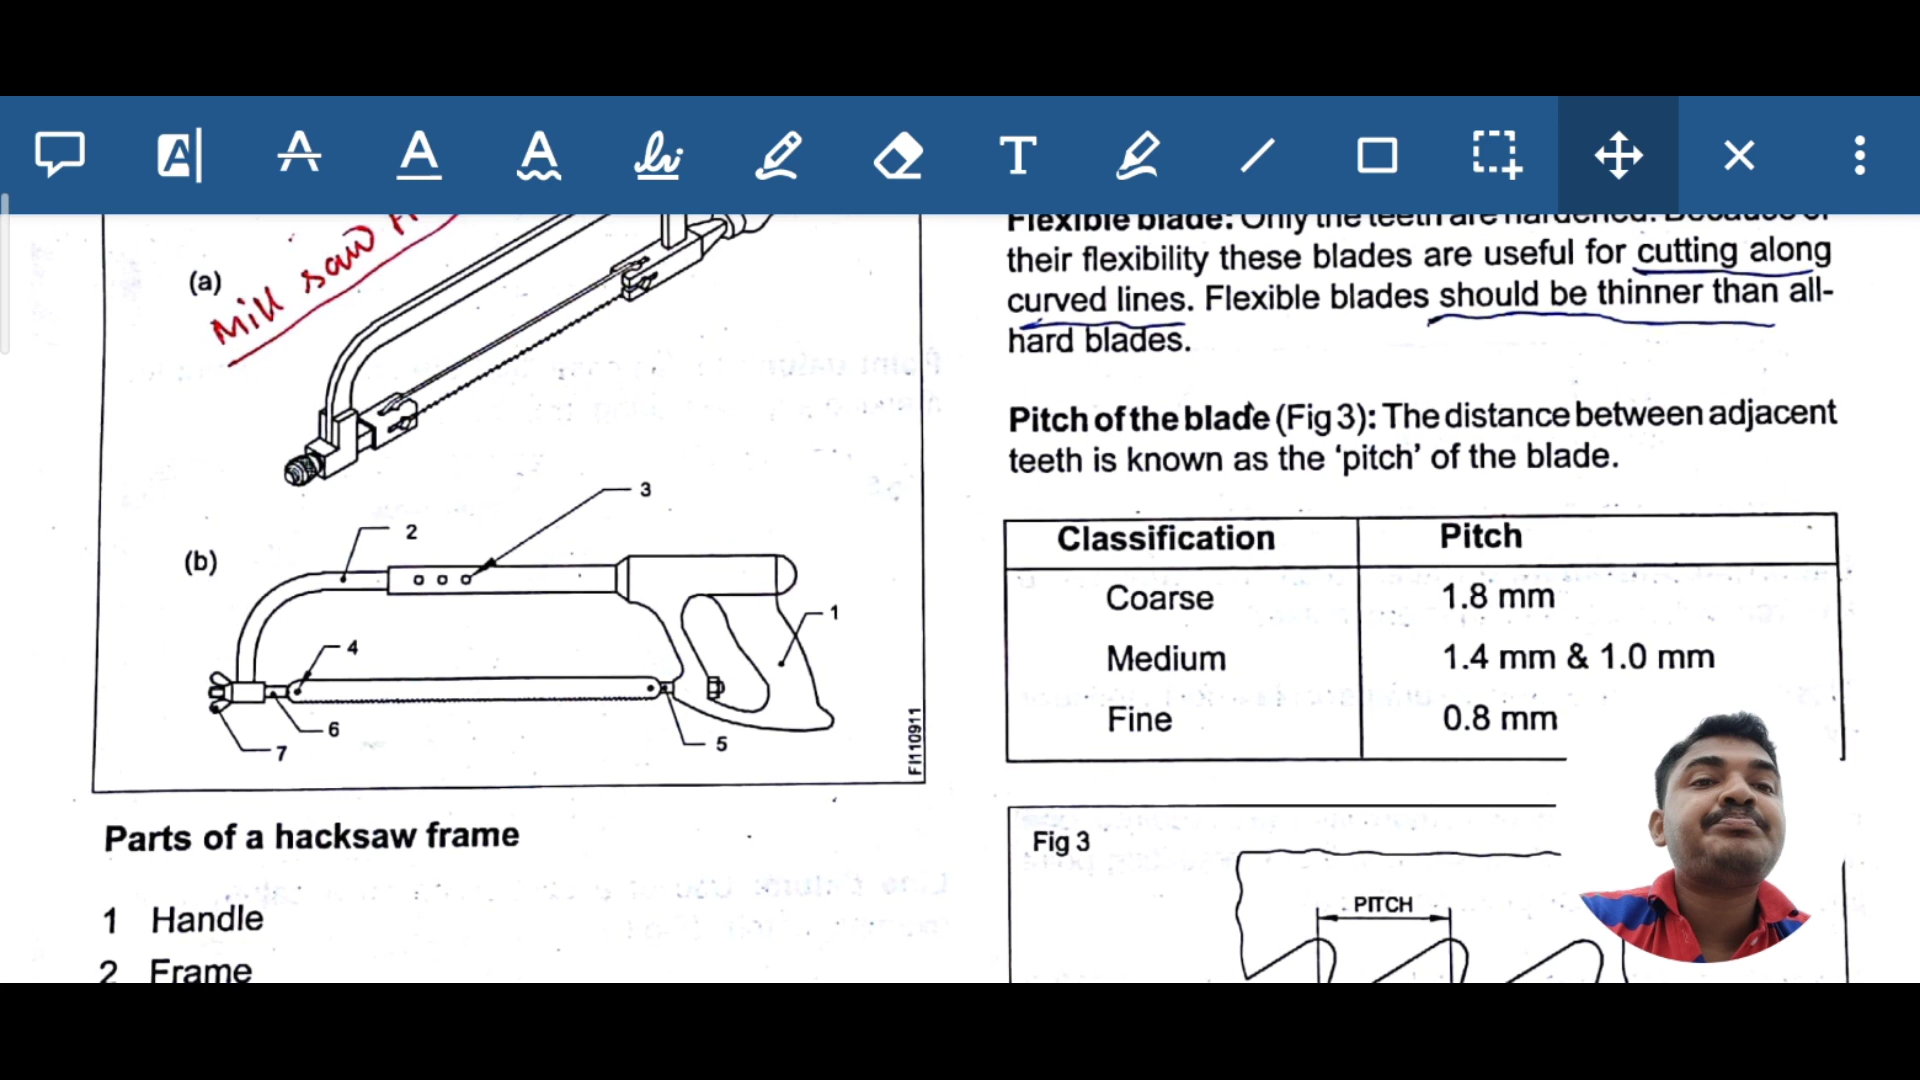 (a)
Mill saw
(b)
2
3
1
4
6
7
5
FI110911
Parts of a hacksaw frame
1 Handle
2 Frame
Flexible blade: Only the teeth are hardened. Because of
their flexibility these blades are useful for cutting along
curved lines. Flexible blades should be thinner than all-
hard blades.
Pitch of the blade (Fig 3): The distance between adjacent
teeth is known as the ‘pitch’ of the blade.
Classification Pitch
Coarse 1.8 mm
Medium 1.4 mm & 1.0 mm
Fine 0.8 mm
Fig 3
PITCH